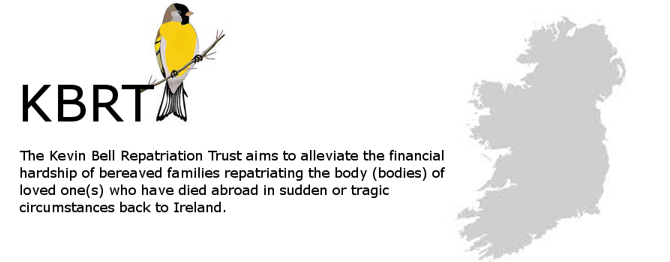 KBRT
The Kevin Bell Repatriation Trust aims to alleviate the financial
hardship of bereaved families repatriating the body (bodies) of
loved one(s) who have died abroad in sudden or tragic
circumstances back to Ireland.